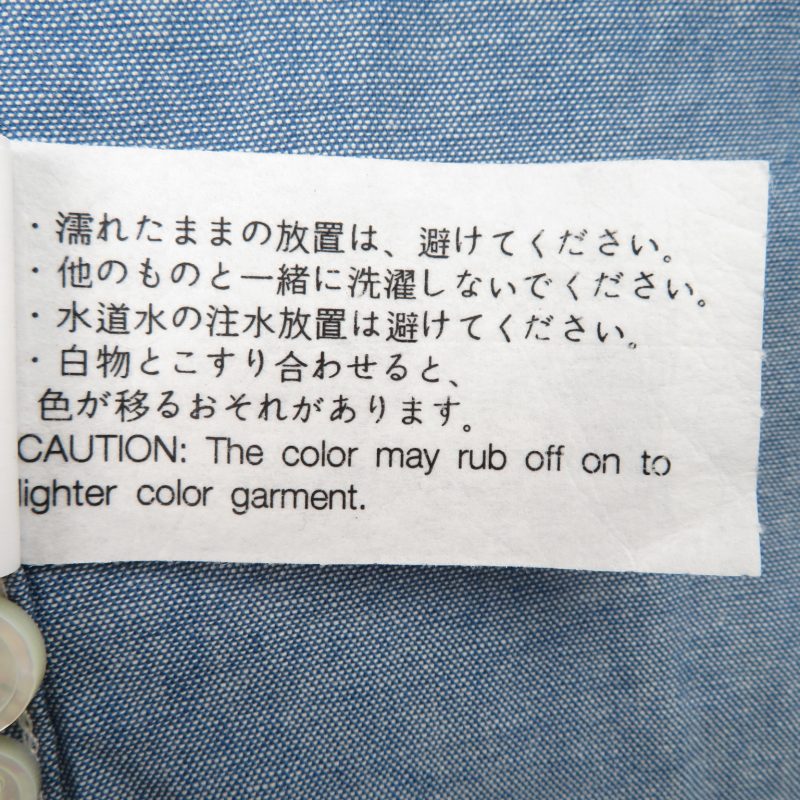 ・濡れたままの放置は、避けてください。
・他のものと一緒に洗濯しないでください。
・水道水の注水放置は避けてください。
・白物とこすり合わせると、
色が移るおそれがあります。
CAUTION: The color may rub off on to
lighter color garment.